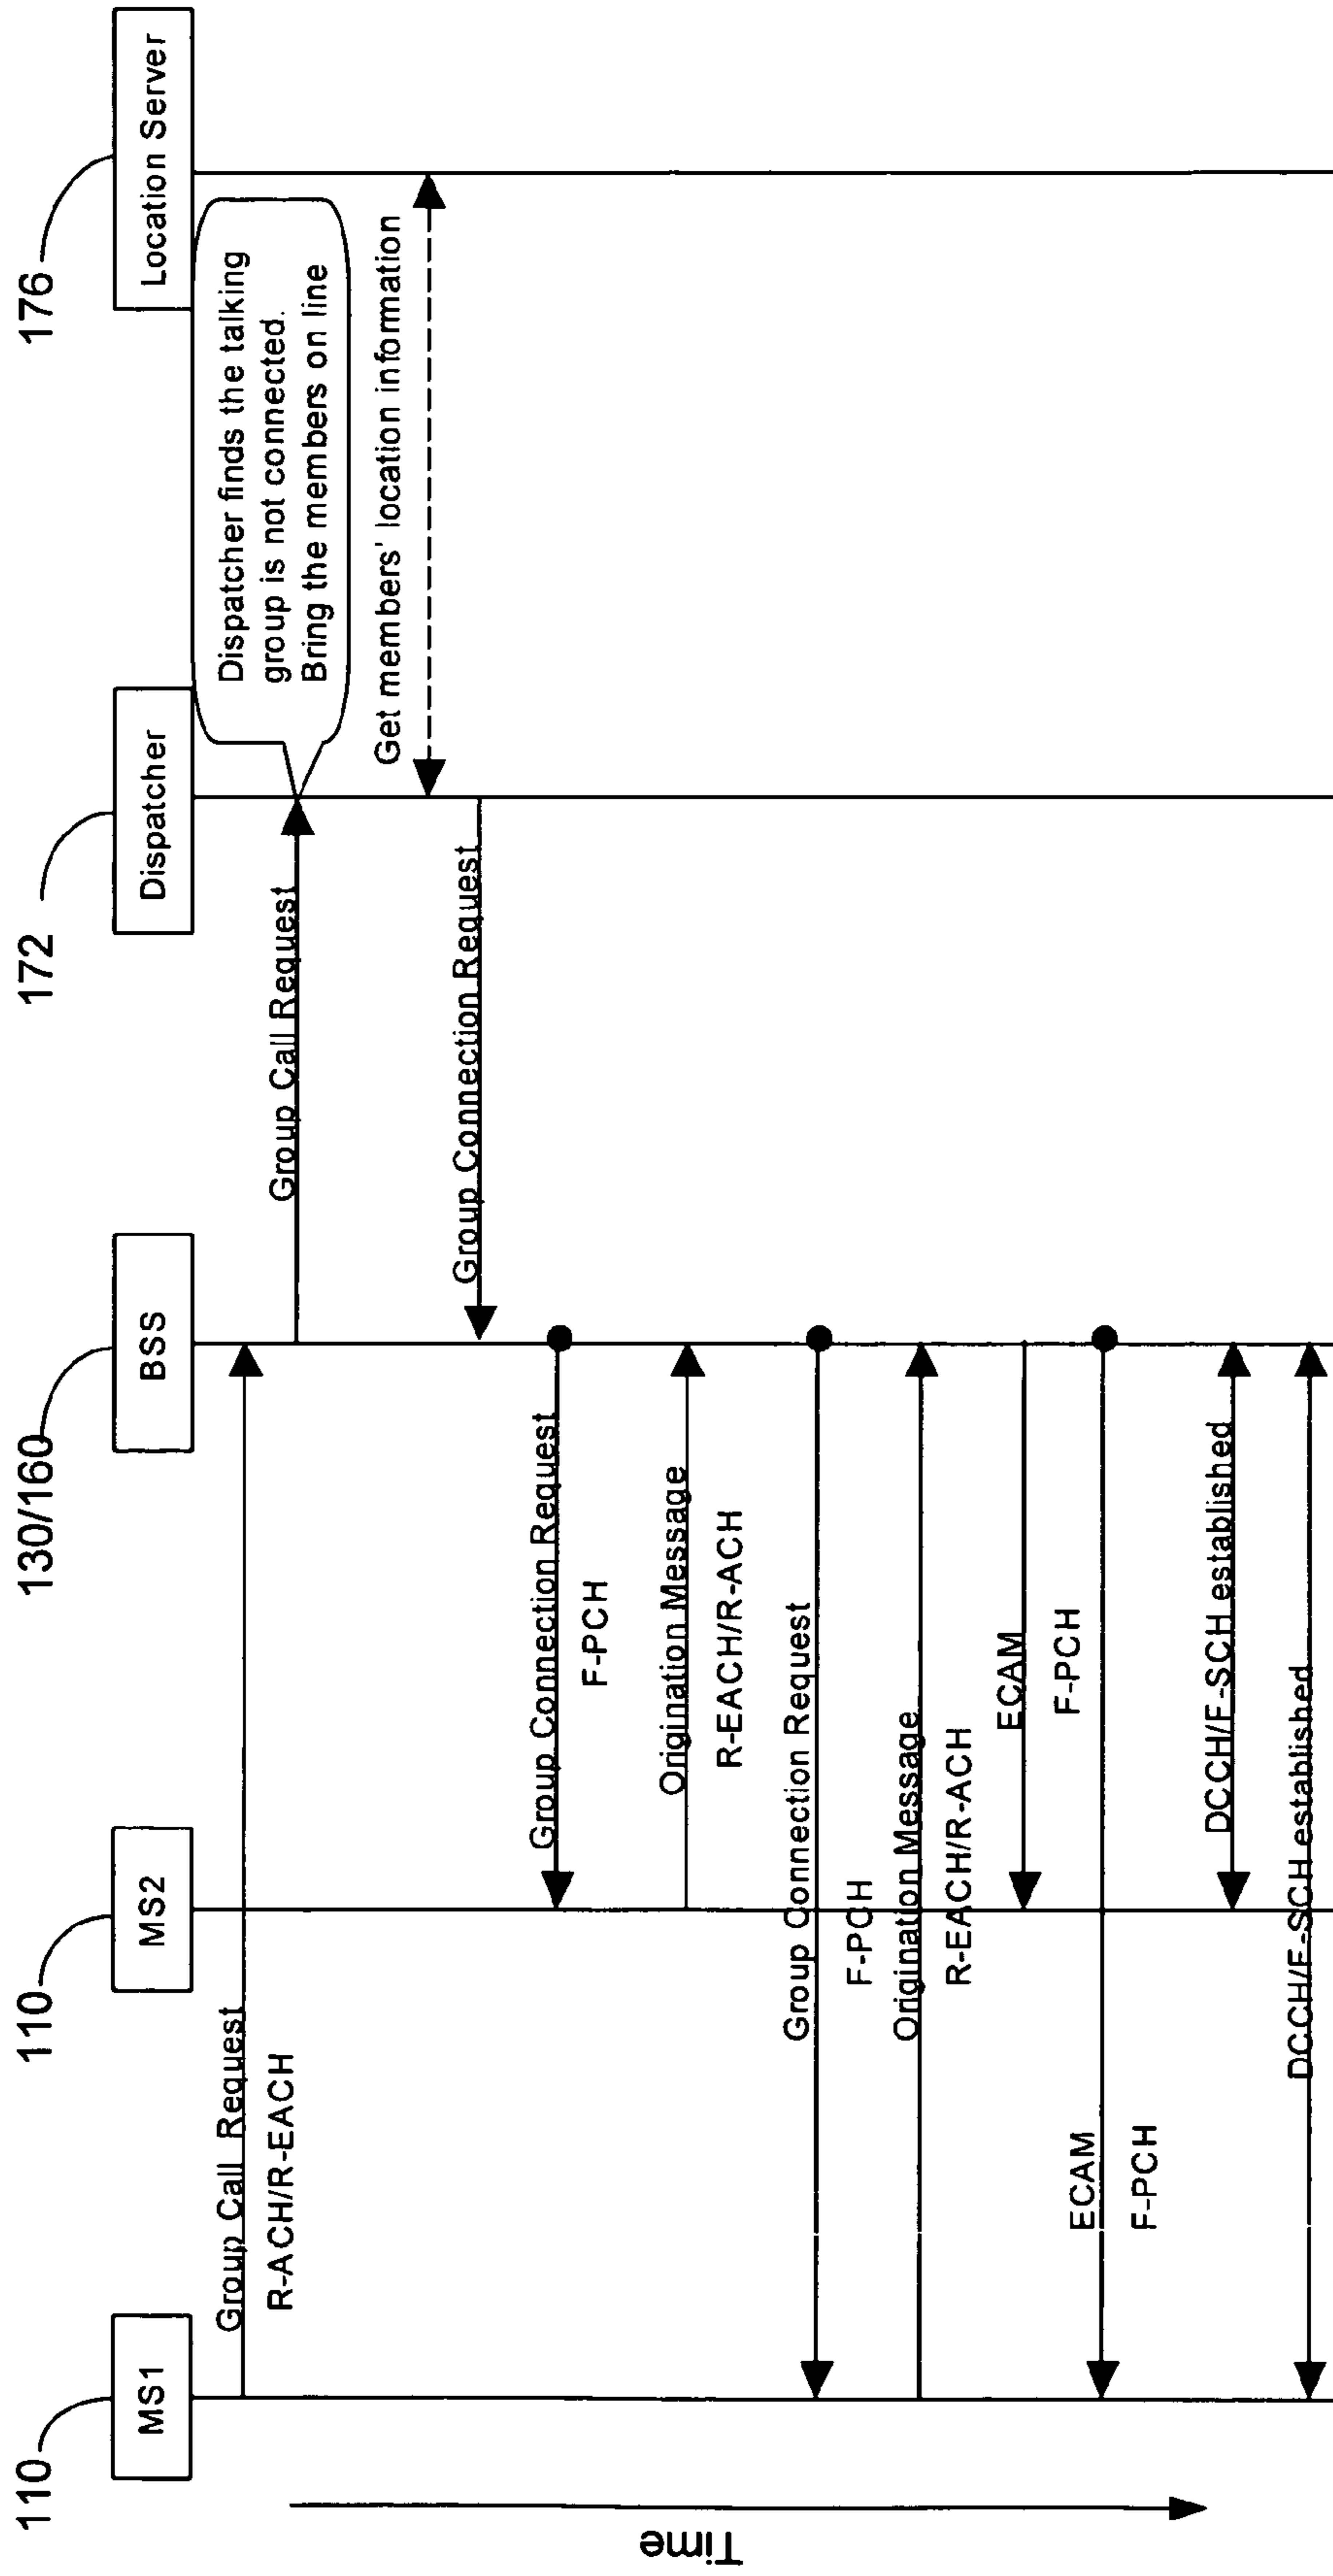 110
110
130/160
172
176
MS1
MS2
BSS
Dispatcher
Location Server
Time
Group Call Request
R-ACH/R-EACH
Group Call Request
Dispatcher finds the talking
group is not connected.
Bring the members on line
Get members' location information
Group Connection Request
Group Connection Request
F-PCH
Origination Message
R-EACH/R-ACH
Group Connection Request
F-PCH
Origination Message
R-EACH/R-ACH
ECAM
F-PCH
ECAM
F-PCH
DCCH/F-SCH established
DCCH/F-SCH established